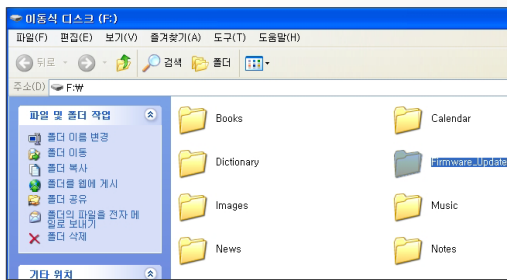 이동식 디스크 (F:)
파일(F) 편집(E) 보기(V) 즐겨찾기(A) 도구(T) 도움말(H)
뒤로 검색 폴더
주소(D) F:₩
파일 및 폴더 작업
폴더 이름 변경
폴더 이동
폴더 복사
폴더를 웹에 게시
폴더 공유
폴더의 파일을 전자 메
일로 보내기
폴더 삭제
기타 위치
Books Calendar
Dictionary Firmware_Update
Images Music
News Notes